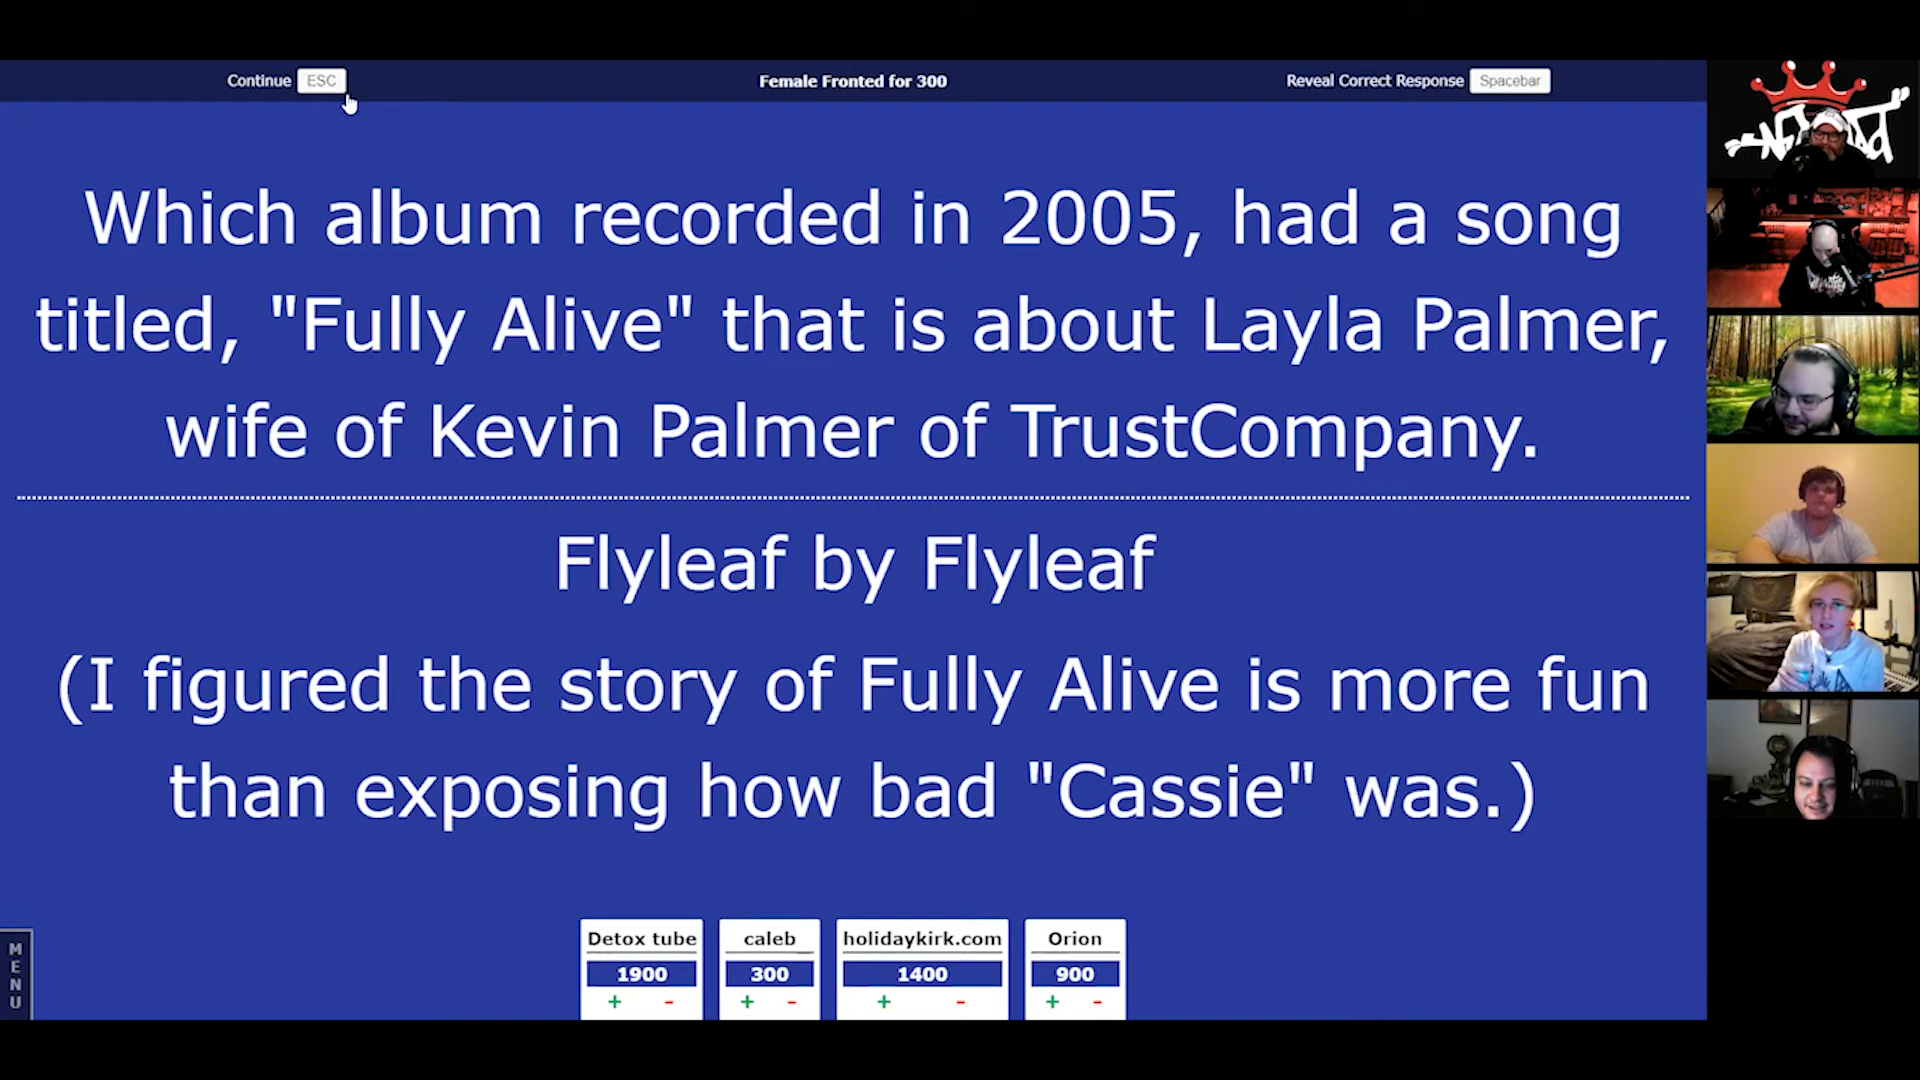 Continue ESC
Female Fronted for 300
Reveal Correct Response Spacebar
Which album recorded in 2005, had a song
titled, "Fully Alive" that is about Layla Palmer,
wife of Kevin Palmer of TrustCompany.
Flyleaf by Flyleaf
(I figured the story of Fully Alive is more fun
than exposing how bad "Cassie" was.)
MENU
Detox tube caleb holidaykirk.com Orion
1900 300 1400 900
+ - + - + - + -